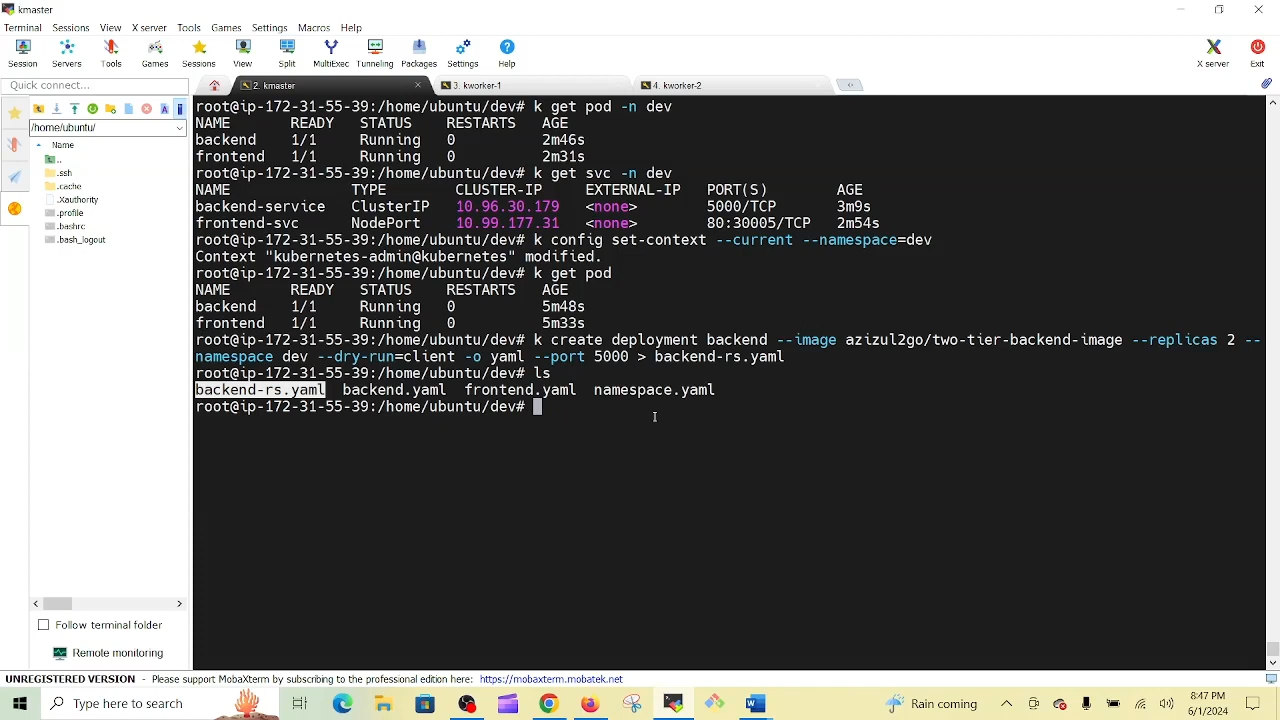 kmaster
Terminal Sessions View X server Tools Games Settings Macros Help
Session Servers Tools Games Sessions View Split MultiExec Tunneling Packages Settings Help X server Exit
Quick connect...
2. kmaster
3. kworker-1
4. kworker-2
/home/ubuntu/
Name
..
.ssh
.cache
.Xauthority
.profile
.bashrc
.bash_logout
Follow terminal folder
Remote monitoring
root@ip-172-31-55-39:/home/ubuntu/dev# k get pod -n dev
NAME READY STATUS RESTARTS AGE
backend 1/1 Running 0 2m46s
frontend 1/1 Running 0 2m31s
root@ip-172-31-55-39:/home/ubuntu/dev# k get svc -n dev
NAME TYPE CLUSTER-IP EXTERNAL-IP PORT(S) AGE
backend-service ClusterIP 10.96.30.179 <none> 5000/TCP 3m9s
frontend-svc NodePort 10.99.177.31 <none> 80:30005/TCP 2m54s
root@ip-172-31-55-39:/home/ubuntu/dev# k config set-context --current --namespace=dev
Context "kubernetes-admin@kubernetes" modified.
root@ip-172-31-55-39:/home/ubuntu/dev# k get pod
NAME READY STATUS RESTARTS AGE
backend 1/1 Running 0 5m48s
frontend 1/1 Running 0 5m33s
root@ip-172-31-55-39:/home/ubuntu/dev# k create deployment backend --image azizul2go/two-tier-backend-image --replicas 2 --
namespace dev --dry-run=client -o yaml --port 5000 > backend-rs.yaml
root@ip-172-31-55-39:/home/ubuntu/dev# ls
backend-rs.yaml backend.yaml frontend.yaml namespace.yaml
root@ip-172-31-55-39:/home/ubuntu/dev#
UNREGISTERED VERSION - Please support MobaXterm by subscribing to the professional edition here: https://mobaxterm.mobatek.net
Type here to search
Rain coming
8:47 PM
6/1/2024